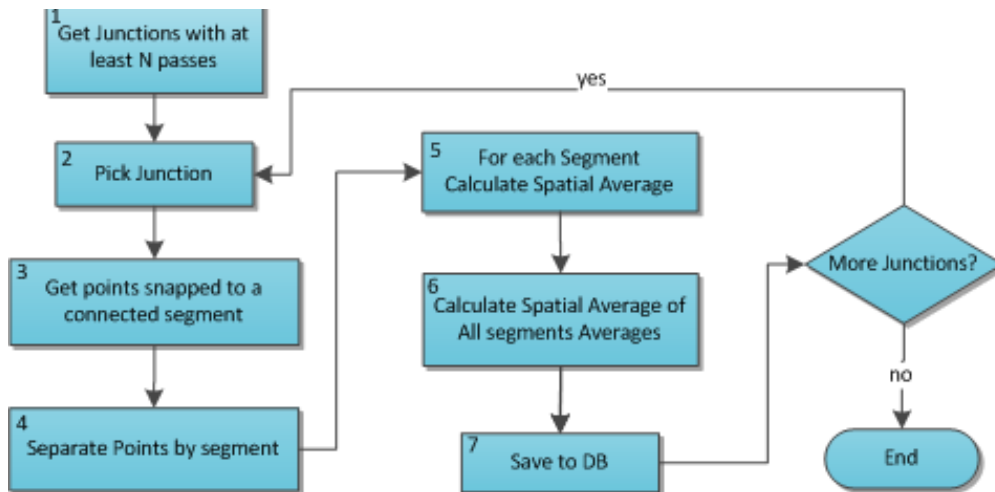 1
Get Junctions with at
least N passes
2
Pick Junction
3
Get points snapped to a
connected segment
4
Separate Points by segment
5
For each Segment
Calculate Spatial Average
6
Calculate Spatial Average of
All segments Averages
7
Save to DB
More Junctions?
yes
no
End